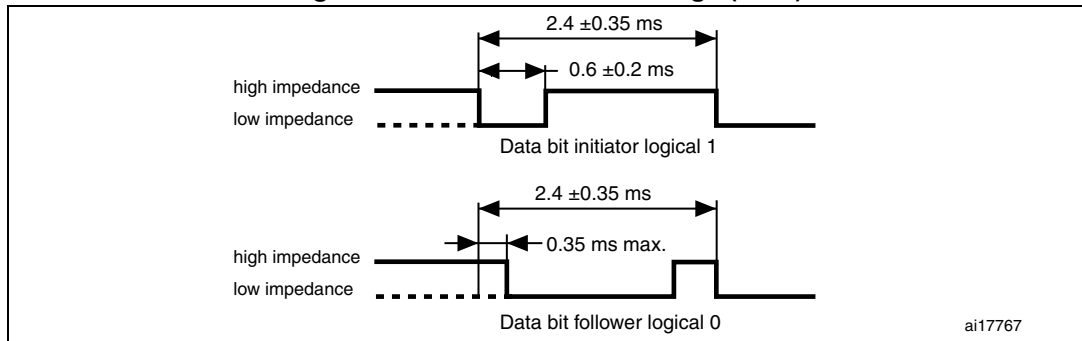 2.4 ±0.35 ms
0.6 ±0.2 ms
high impedance
low impedance
Data bit initiator logical 1
2.4 ±0.35 ms
0.35 ms max.
high impedance
low impedance
Data bit follower logical 0
ai17767